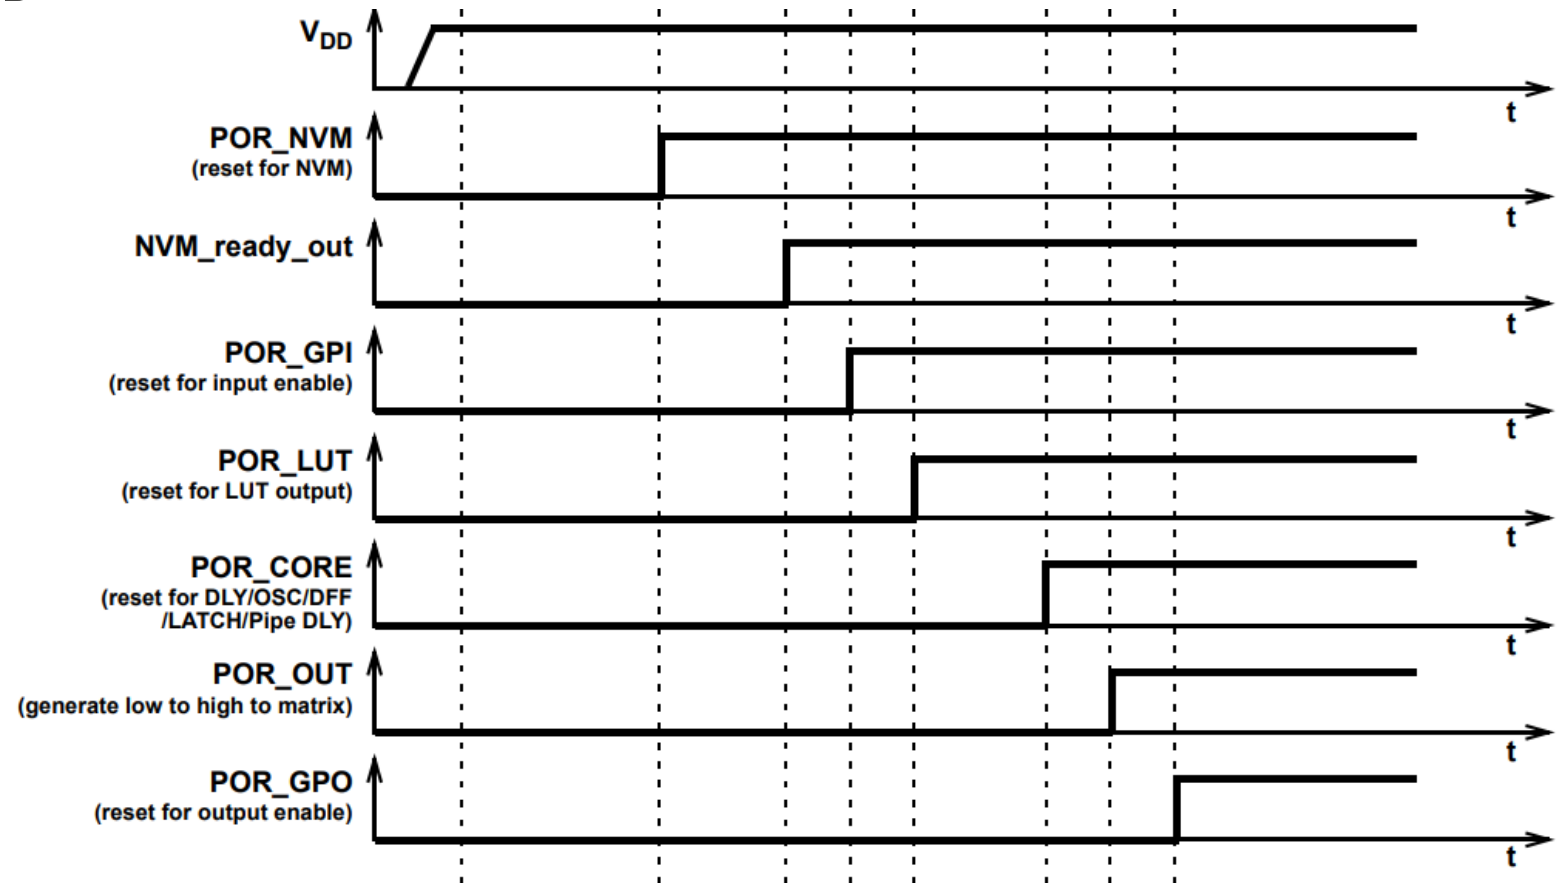 VDD
t
POR_NVM
(reset for NVM)
t
NVM_ready_out
t
POR_GPI
(reset for input enable)
t
POR_LUT
(reset for LUT output)
t
POR_CORE
(reset for DLY/OSC/DFF
/LATCH/Pipe DLY)
t
POR_OUT
(generate low to high to matrix)
t
POR_GPO
(reset for output enable)
t